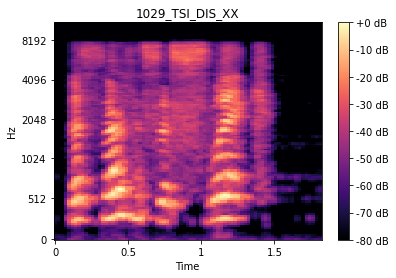 1029_TSI_DIS_XX
+0 dB
8192
-10 dB
4096
-20 dB
-30 dB
2048
Hz
-40 dB
1024
-50 dB
512
-60 dB
-70 dB
0
-80 dB
0
0.5
1
1.5
Time